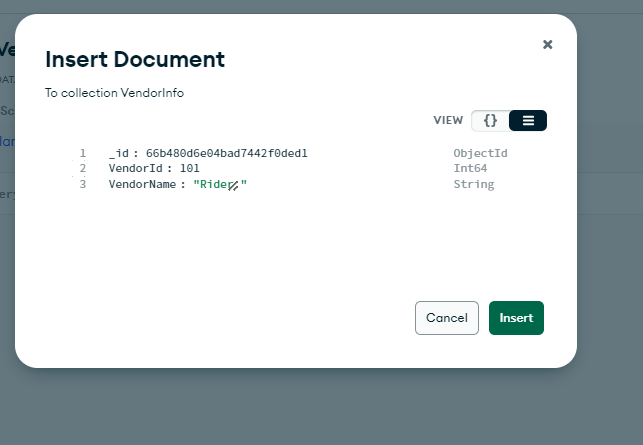 Insert Document
To collection VendorInfo
VIEW {}
1 _id : 66b480d6e04bad7442f0ded1 ObjectId
2 VendorId : 101 Int64
3 VendorName : "Rider" String
Cancel Insert